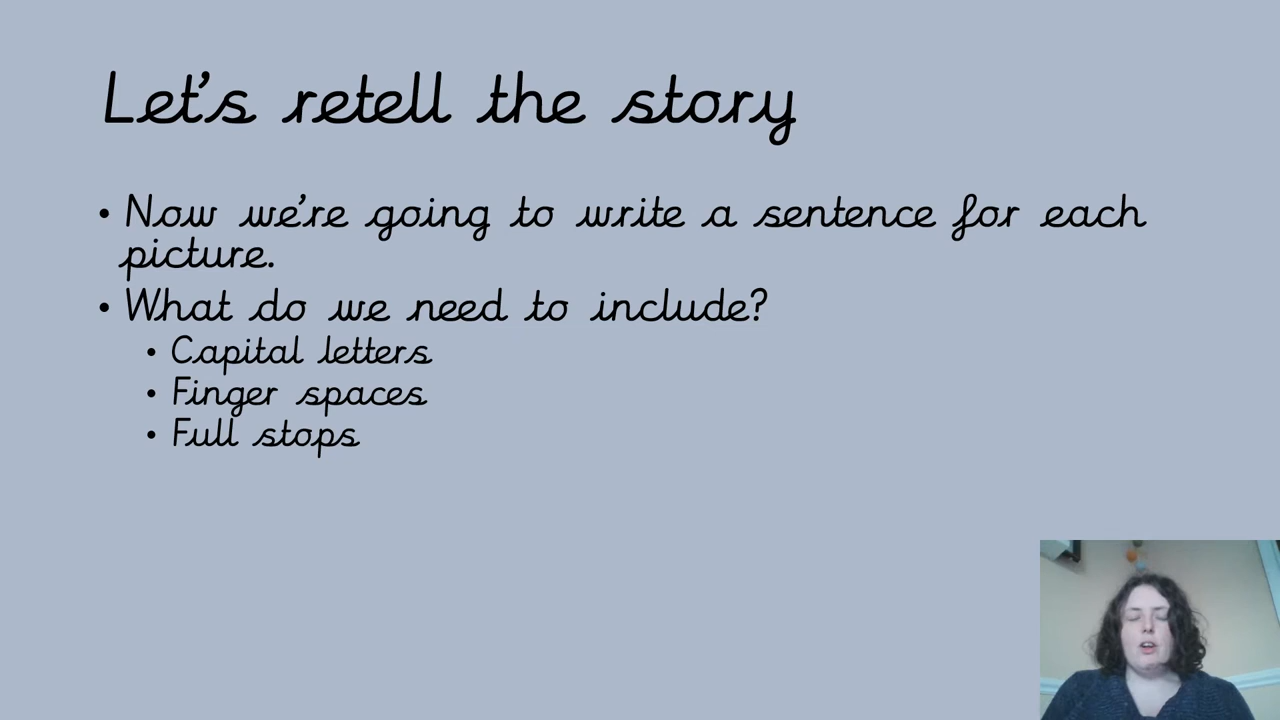 Let's retell the story
• Now we're going to write a sentence for each
picture.
• What do we need to include?
• Capital letters
• Finger spaces
• Full stops